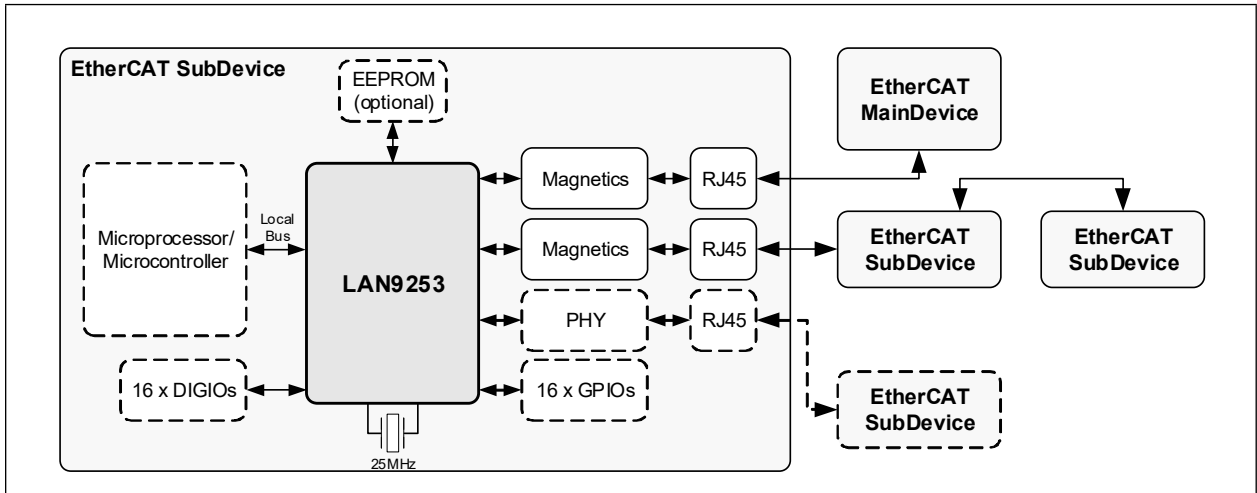 EtherCAT SubDevice
EEPROM
(optional)
EtherCAT
MainDevice
Magnetics
RJ45
Microprocessor/
Microcontroller
Local
Bus
LAN9253
Magnetics
RJ45
EtherCAT
SubDevice
EtherCAT
SubDevice
PHY
RJ45
16 x DIGIOs
16 x GPIOs
EtherCAT
SubDevice
25MHz